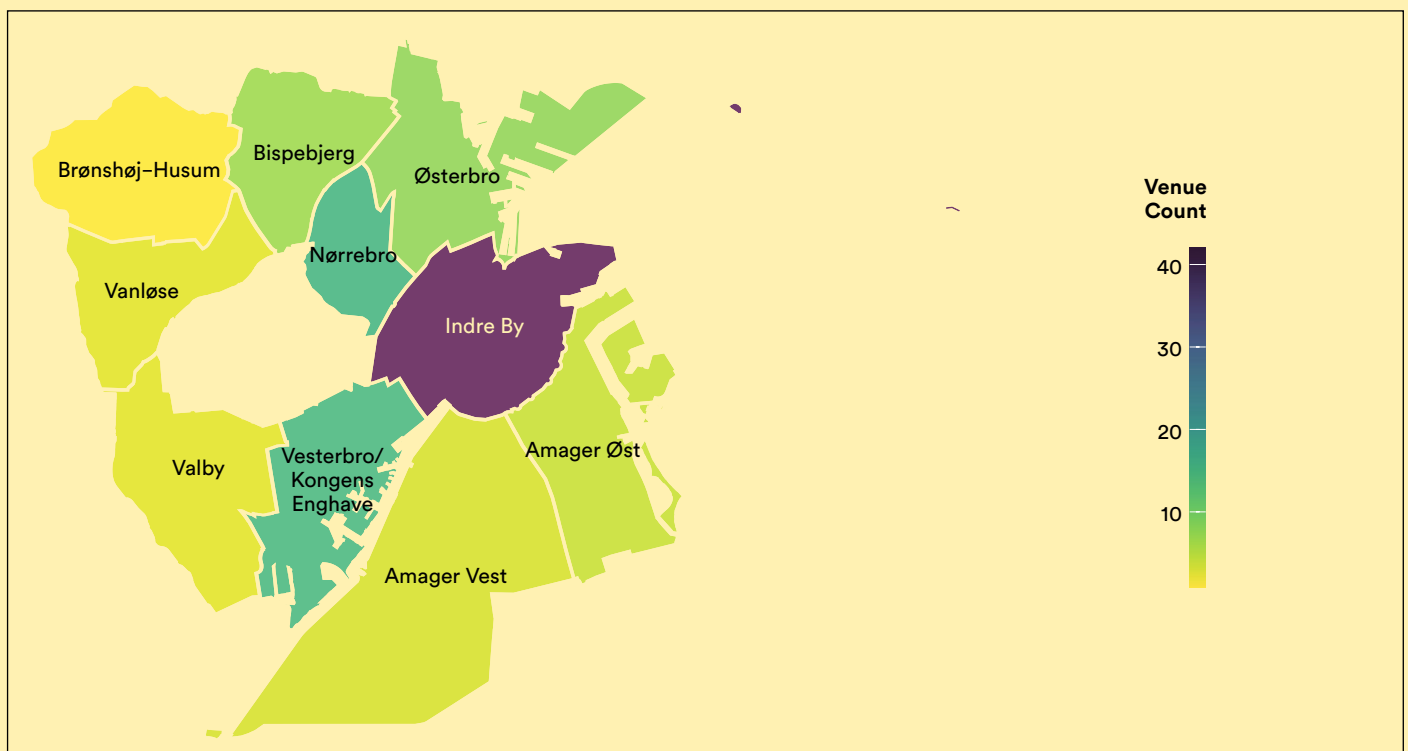 Bispebjerg
Brønshøj–Husum
Østerbro
Nørrebro
Vanløse
Indre By
Amager Øst
Vesterbro/
Kongens
Enghave
Valby
Amager Vest
Venue
Count
40
30
20
10